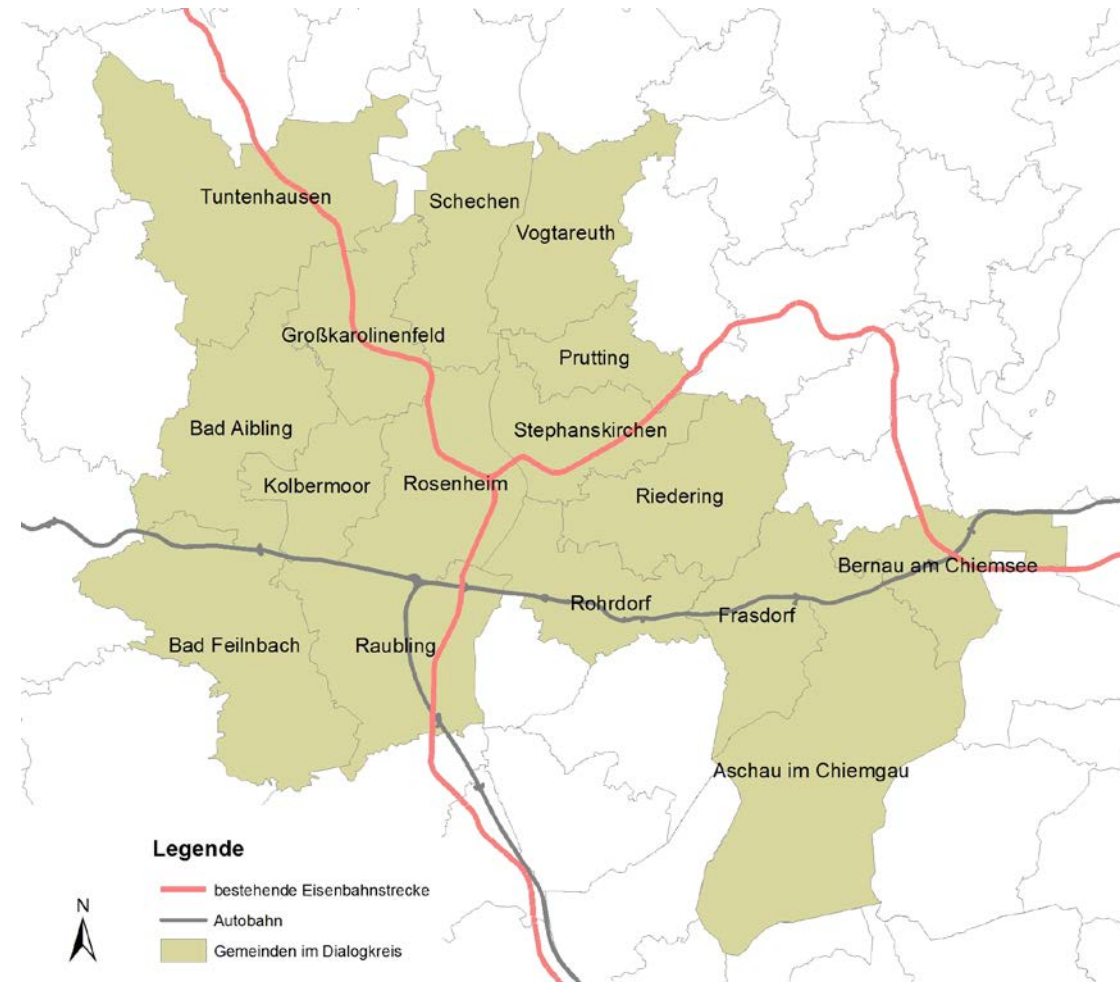 Tuntenhausen
Schechen
Vogtareuth
Großkarolinenfeld
Prutting
Bad Aibling
Stephanskirchen
Kolbermoor
Rosenheim
Riedering
Bernau am Chiemsee
Rohrdorf
Frasdorf
Bad Feilnbach
Raubling
Aschau im Chiemgau
Legende
bestehende Eisenbahnstrecke
N
Autobahn
Gemeinden im Dialogkreis